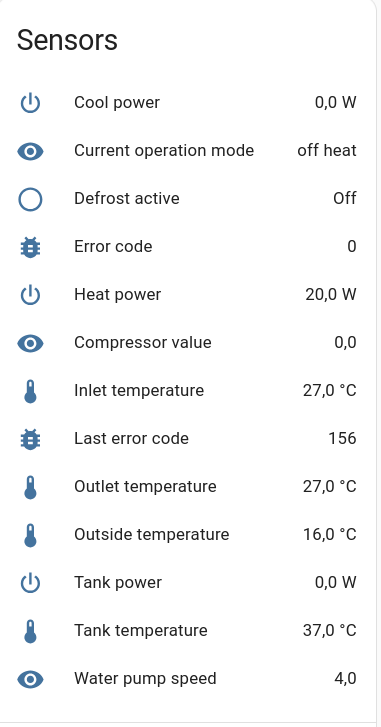 Sensors
Cool power 0,0 W
Current operation mode off heat
Defrost active Off
Error code 0
Heat power 20,0 W
Compressor value 0,0
Inlet temperature 27,0 °C
Last error code 156
Outlet temperature 27,0 °C
Outside temperature 16,0 °C
Tank power 0,0 W
Tank temperature 37,0 °C
Water pump speed 4,0